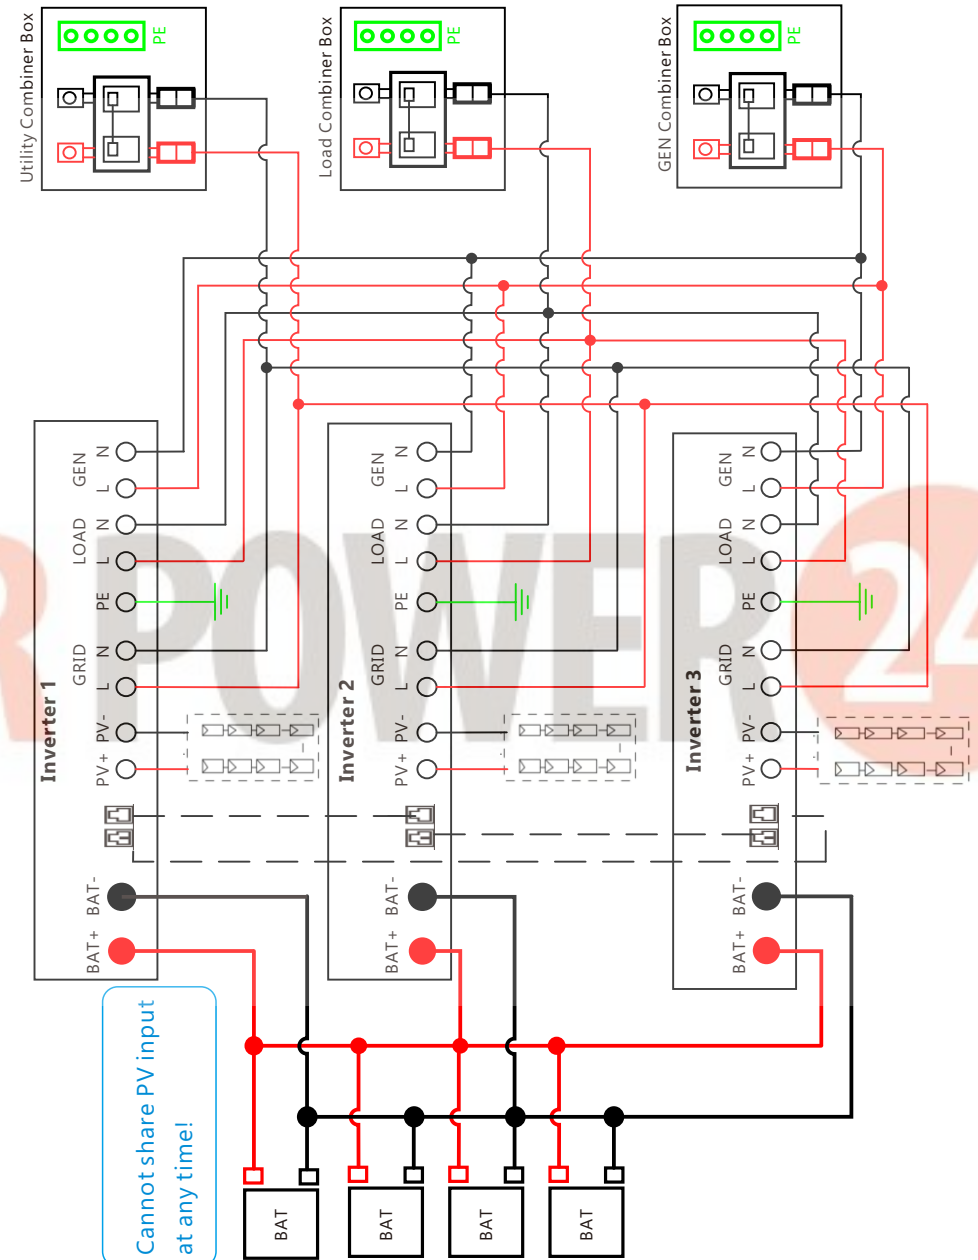 Utility Combiner Box
PE
Load Combiner Box
PE
GEN Combiner Box
PE
Inverter 1
GEN
N
L
LOAD
N
L
PE
GRID
N
L
PV-
PV+
BAT-
BAT+
Inverter 2
GEN
N
L
LOAD
N
L
PE
GRID
N
L
PV-
PV+
BAT-
BAT+
Inverter 3
GEN
N
L
LOAD
N
L
PE
GRID
N
L
PV-
PV+
BAT-
BAT+
R POWER 24
Cannot share PV input
at any time!
BAT
BAT
BAT
BAT